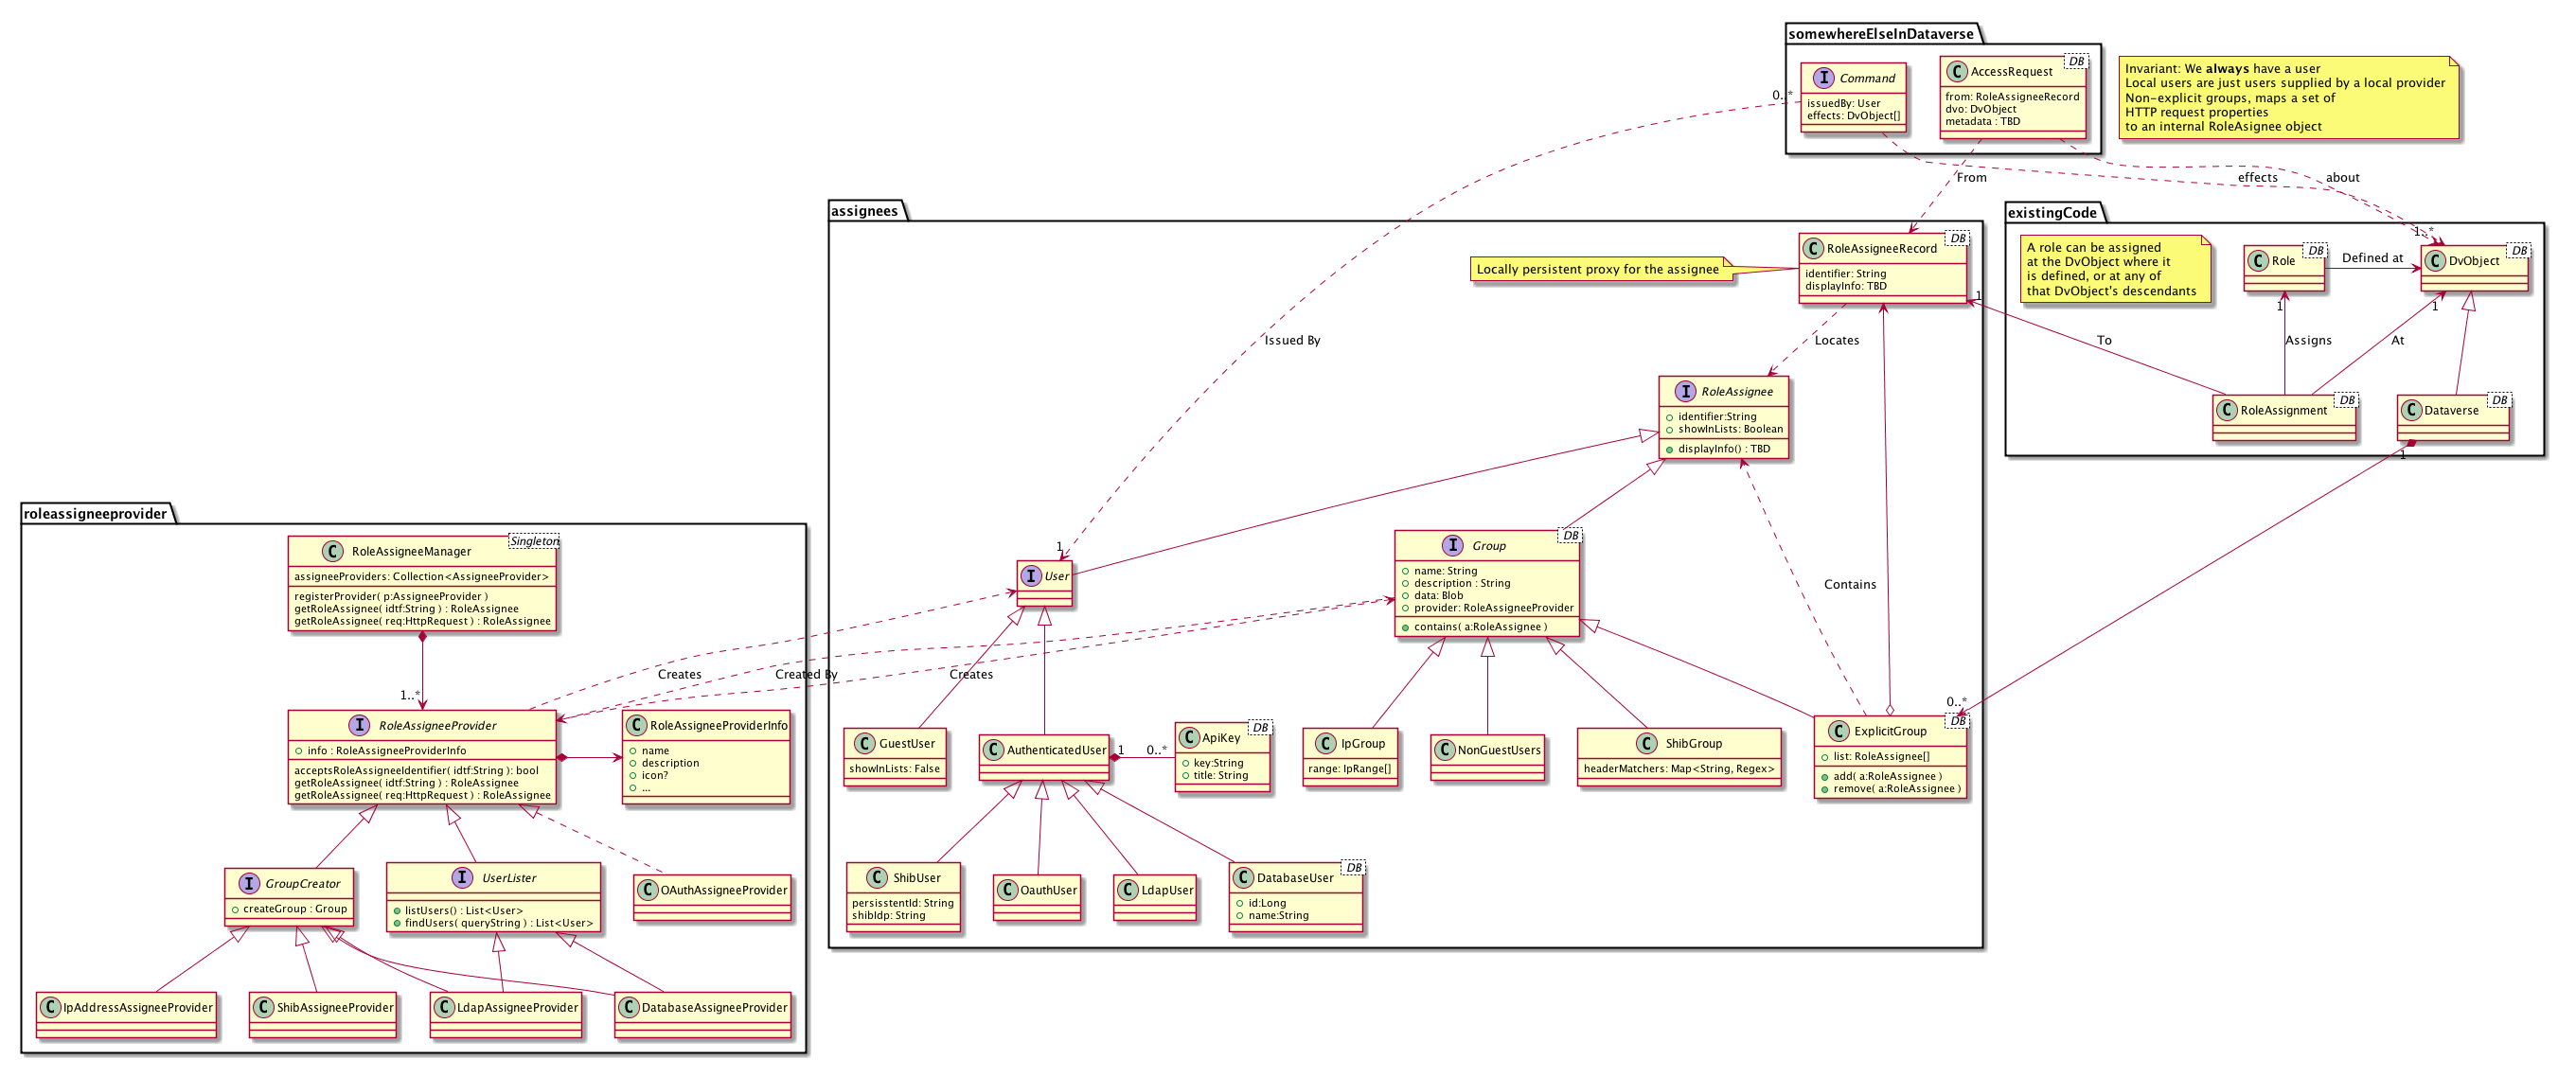 somewhereElseInDataverse
I Command
issuedBy: User
effects: DvObject[]
C AccessRequest
DB
from: RoleAssigneeRecord
dvo: DvObject
metadata : TBD
Invariant: We always have a user
Local users are just users supplied by a local provider
Non-explicit groups, maps a set of
HTTP request properties
to an internal RoleAsignee object
0..*
From
effects
about
assignees
C RoleAssigneeRecord
DB
identifier: String
displayInfo: TBD
Locally persistent proxy for the assignee
existingCode
A role can be assigned
at the DvObject where it
is defined, or at any of
that DvObject's descendants
C Role
DB
Defined at
1..*
C DvObject
DB
1
1
1
Issued By
Locates
To
Assigns
At
I RoleAssignee
identifier:String
showInLists: Boolean
displayInfo() : TBD
C RoleAssignment
DB
C Dataverse
DB
1
roleassigneeprovider
C RoleAssigneeManager
Singleton
assigneeProviders: Collection<AssigneeProvider>
registerProvider( p:AssigneeProvider )
getRoleAssignee( idtf:String ) : RoleAssignee
getRoleAssignee( req:HttpRequest ) : RoleAssignee
1
I User
I Group
DB
name: String
description : String
data: Blob
provider: RoleAssigneeProvider
contains( a:RoleAssignee )
Contains
Creates
Created By
Creates
1..*
0..*
I RoleAssigneeProvider
info : RoleAssigneeProviderInfo
acceptsRoleAssigneeIdentifier( idtf:String ): bool
getRoleAssignee( idtf:String ) : RoleAssignee
getRoleAssignee( req:HttpRequest ) : RoleAssignee
C RoleAssigneeProviderInfo
name
description
icon?
...
C GuestUser
showInLists: False
C AuthenticatedUser
1
0..*
C ApiKey
DB
key:String
title: String
C IpGroup
range: IpRange[]
C NonGuestUsers
C ShibGroup
headerMatchers: Map<String, Regex>
C ExplicitGroup
DB
list: RoleAssignee[]
add( a:RoleAssignee )
remove( a:RoleAssignee )
I GroupCreator
createGroup : Group
I UserLister
listUsers() : List<User>
findUsers( queryString ) : List<User>
C OAuthAssigneeProvider
C ShibUser
persisstentId: String
shibIdp: String
C OauthUser
C LdapUser
C DatabaseUser
DB
id:Long
name:String
C IpAddressAssigneeProvider
C ShibAssigneeProvider
C LdapAssigneeProvider
C DatabaseAssigneeProvider